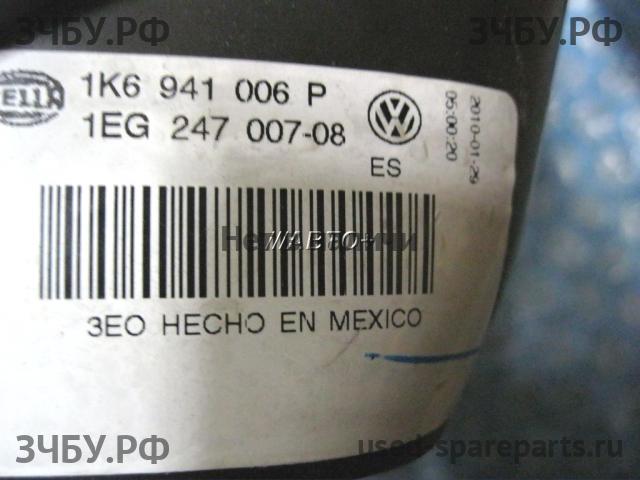 ЗЧБУ.РФ
ЗЧБУ.РФ
HELLA
1K6 941 006 P
1EG 247 007-08
ES
2010-01-29
05:00:20
///АВТО+
3EO HECHO EN MEXICO
ЗЧБУ.РФ
used-spareparts.ru